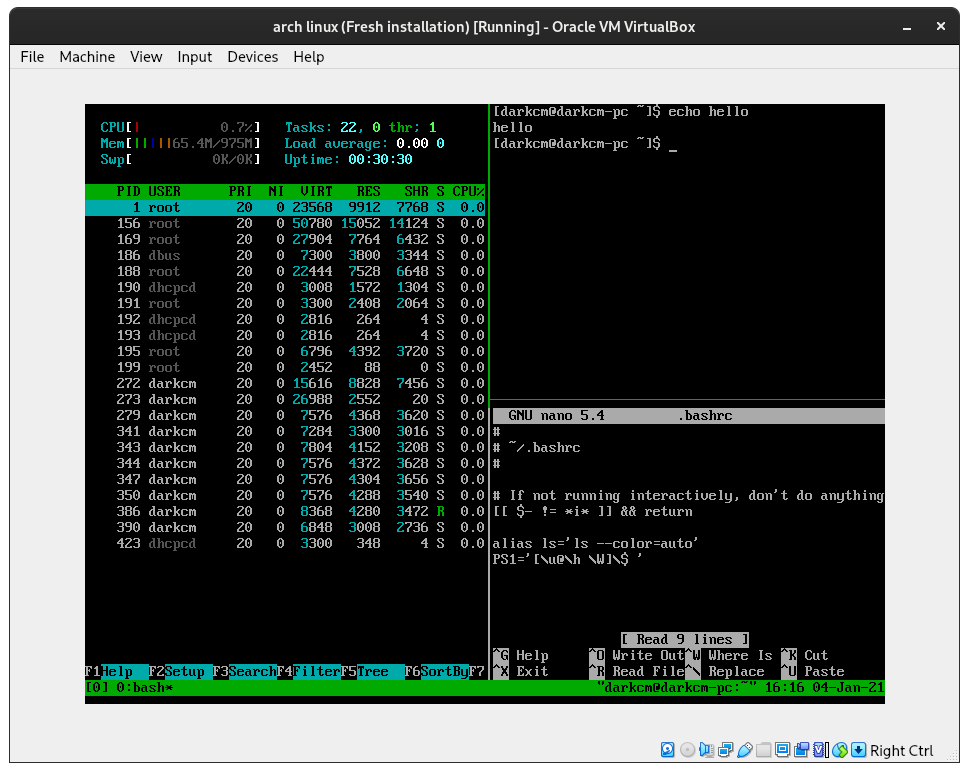 arch linux (Fresh installation) [Running] - Oracle VM VirtualBox
File Machine View Input Devices Help
CPU[| 0.7%] Tasks: 22, 0 thr; 1
Mem[|||||65.4M/975M] Load average: 0.00 0
Swp[ 0K/0K] Uptime: 00:30:30
PID USER PRI NI VIRT RES SHR S CPU%
1 root 20 0 23568 9912 7768 S 0.0
156 root 20 0 50780 15052 14124 S 0.0
169 root 20 0 27904 7764 6432 S 0.0
186 dbus 20 0 7300 3800 3344 S 0.0
188 root 20 0 22444 7528 6648 S 0.0
190 dhcpcd 20 0 3008 1572 1304 S 0.0
191 root 20 0 3300 2408 2064 S 0.0
192 dhcpcd 20 0 2816 264 4 S 0.0
193 dhcpcd 20 0 2816 264 4 S 0.0
195 root 20 0 6796 4392 3720 S 0.0
199 root 20 0 2452 88 0 S 0.0
272 darkcm 20 0 15616 8828 7456 S 0.0
273 darkcm 20 0 26988 2552 20 S 0.0
279 darkcm 20 0 7576 4368 3620 S 0.0
341 darkcm 20 0 7284 3300 3016 S 0.0
343 darkcm 20 0 7804 4152 3208 S 0.0
344 darkcm 20 0 7576 4372 3628 S 0.0
347 darkcm 20 0 7576 4304 3656 S 0.0
350 darkcm 20 0 7576 4288 3540 S 0.0
386 darkcm 20 0 8368 4280 3472 R 0.0
390 darkcm 20 0 6848 3008 2736 S 0.0
423 dhcpcd 20 0 3300 348 4 S 0.0
F1Help F2Setup F3SearchF4FilterF5Tree F6SortByF7
[darkcm@darkcm-pc ~]$ echo hello
hello
[darkcm@darkcm-pc ~]$ _
GNU nano 5.4 .bashrc
#
# ~/.bashrc
#
# If not running interactively, don't do anything
[[ $- != *i* ]] && return
alias ls='ls --color=auto'
PS1='[\u@\h \W]\$ '
[ Read 9 lines ]
^G Help ^O Write Out^W Where Is ^K Cut
^X Exit ^R Read File^\ Replace ^U Paste
[0] 0:bash* "darkcm@darkcm-pc:~" 16:16 04-Jan-21
Right Ctrl